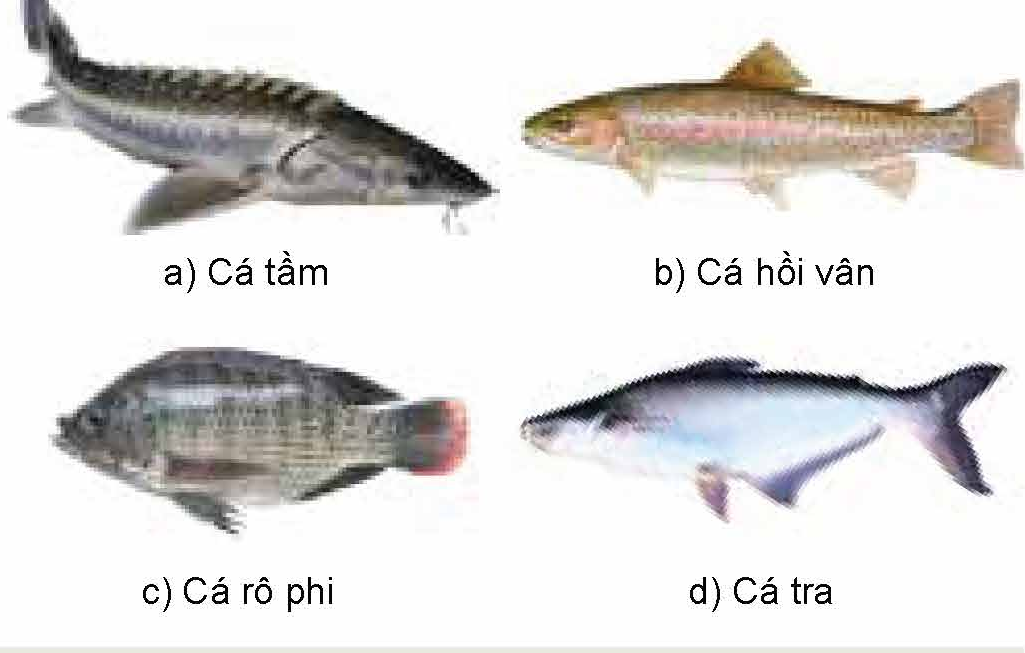 a) Cá tầm
b) Cá hồi vân
c) Cá rô phi
d) Cá tra